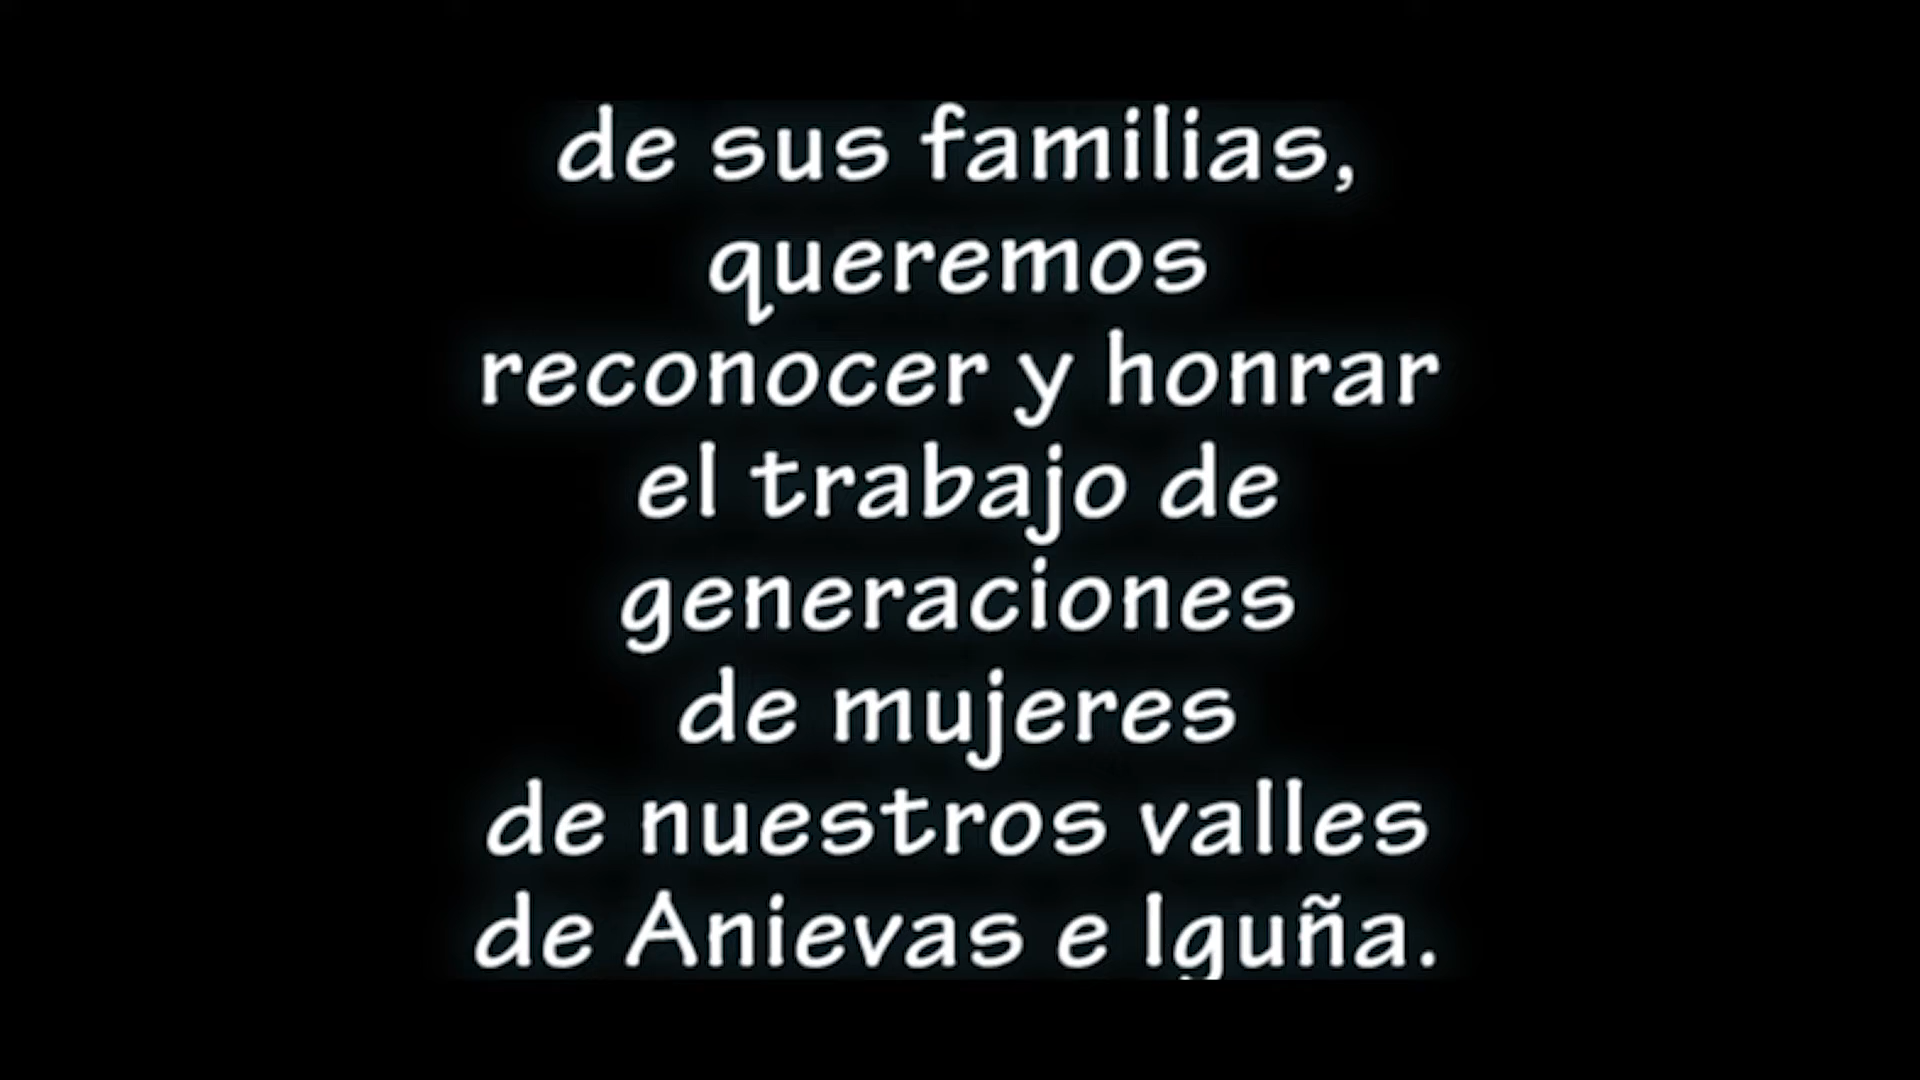 de sus familias,
queremos
reconocer y honrar
el trabajo de
generaciones
de mujeres
de nuestros valles
de Anievas e Iguña.